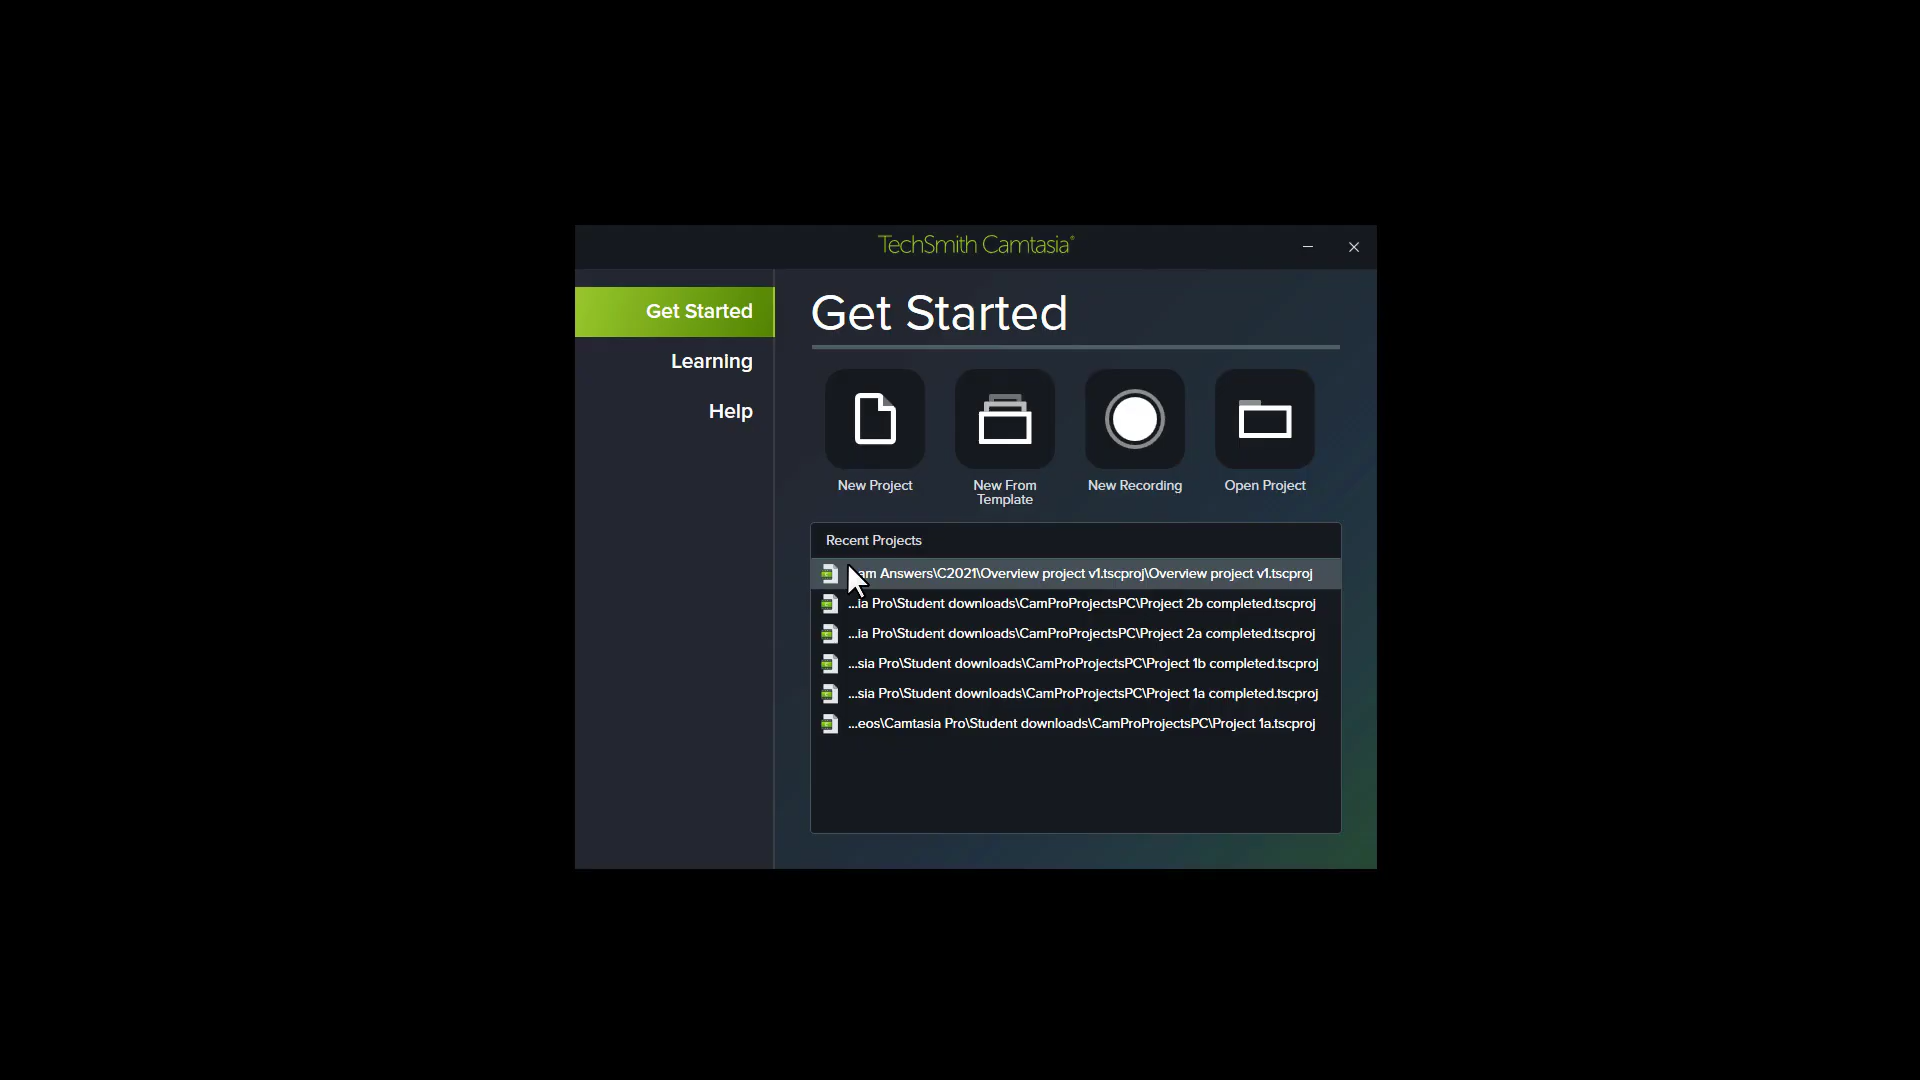 TechSmith Camtasia®
Get Started
Learning
Help
Get Started
New Project
New From
Template
New Recording
Open Project
Recent Projects
am Answers\C2021\Overview project v1.tscproj\Overview project v1.tscproj
...ia Pro\Student downloads\CamProProjectsPC\Project 2b completed.tscproj
...ia Pro\Student downloads\CamProProjectsPC\Project 2a completed.tscproj
...sia Pro\Student downloads\CamProProjectsPC\Project 1b completed.tscproj
...sia Pro\Student downloads\CamProProjectsPC\Project 1a completed.tscproj
...eos\Camtasia Pro\Student downloads\CamProProjectsPC\Project 1a.tscproj